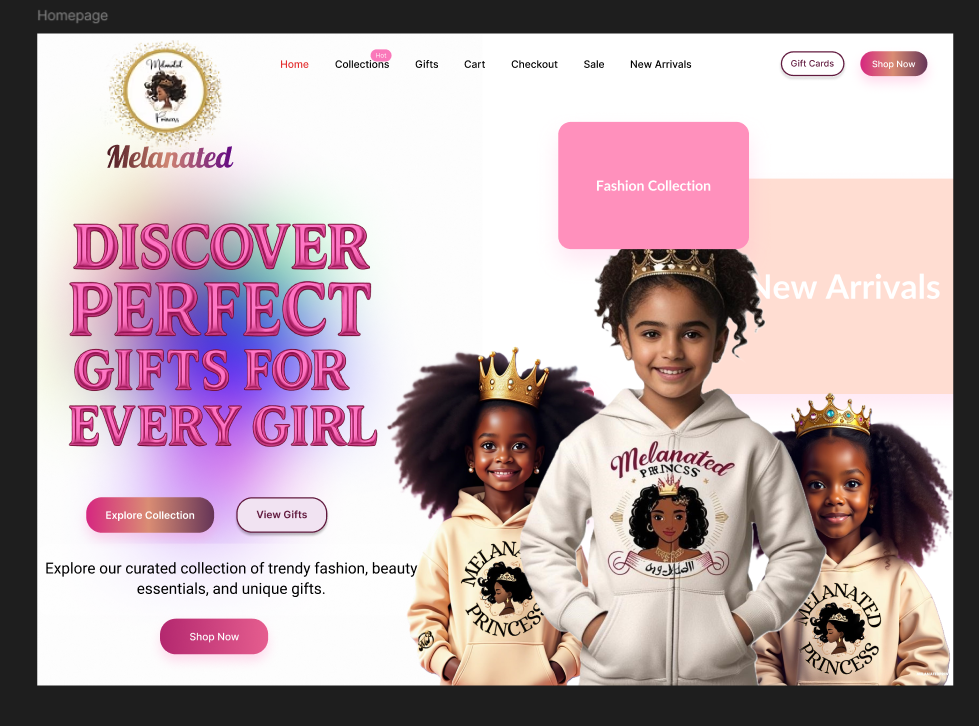 Homepage
Melanated
Princess
Melanated
Home
Collections
Hot
Gifts
Cart
Checkout
Sale
New Arrivals
Gift Cards
Shop Now
Fashion Collection
New Arrivals
DISCOVER
PERFECT
GIFTS FOR
EVERY GIRL
Explore Collection
View Gifts
Explore our curated collection of trendy fashion, beauty
essentials, and unique gifts.
Shop Now
MELANA
PRINCESS
Melanated
PRINCSS
MELANATED
PRINCESS